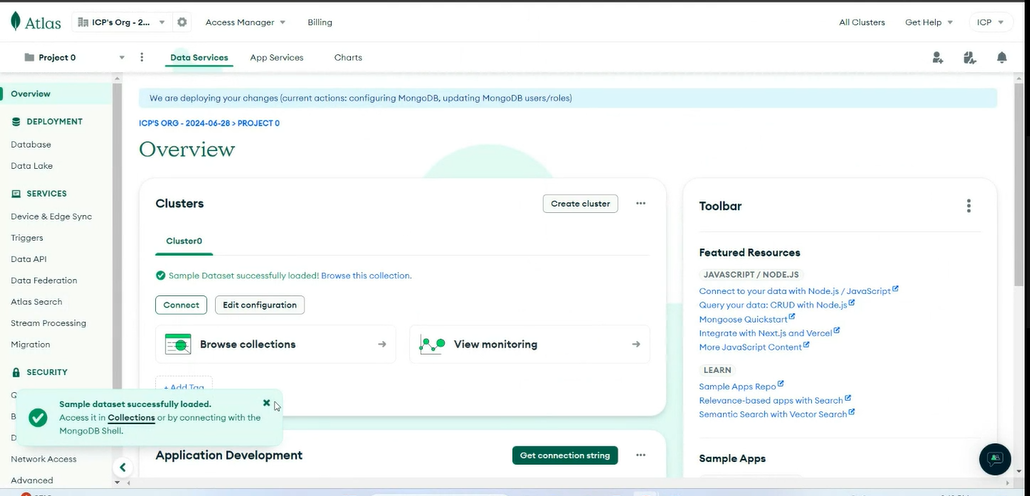 Atlas
ICP's Org - 2...
Access Manager
Billing
All Clusters
Get Help
ICP
Project 0
Data Services
App Services
Charts
Overview
DEPLOYMENT
Database
Data Lake
SERVICES
Device & Edge Sync
Triggers
Data API
Data Federation
Atlas Search
Stream Processing
Migration
SECURITY
Network Access
Advanced
We are deploying your changes (current actions: configuring MongoDB, updating MongoDB users/roles)
ICP'S ORG - 2024-06-28 > PROJECT 0
Overview
Clusters
Create cluster
Cluster0
Sample Dataset successfully loaded! Browse this collection.
Connect
Edit configuration
Browse collections
View monitoring
+ Add Tag
Sample dataset successfully loaded.
Access it in Collections or by connecting with the
MongoDB Shell.
Application Development
Get connection string
Toolbar
Featured Resources
JAVASCRIPT / NODE.JS
Connect to your data with Node.js / JavaScript
Query your data: CRUD with Node.js
Mongoose Quickstart
Integrate with Next.js and Vercel
More JavaScript Content
LEARN
Sample Apps Repo
Relevance-based apps with Search
Semantic Search with Vector Search
Sample Apps